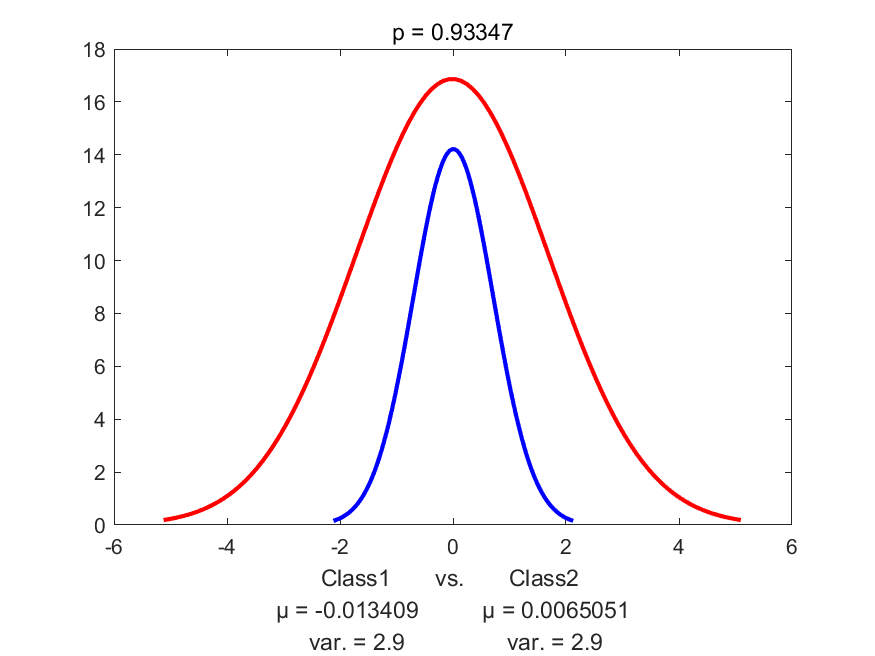 p = 0.93347
18
16
14
12
10
8
6
4
2
0
-6 -4 -2 0 2 4 6
Class1 vs. Class2
μ = -0.013409 μ = 0.0065051
var. = 2.9 var. = 2.9